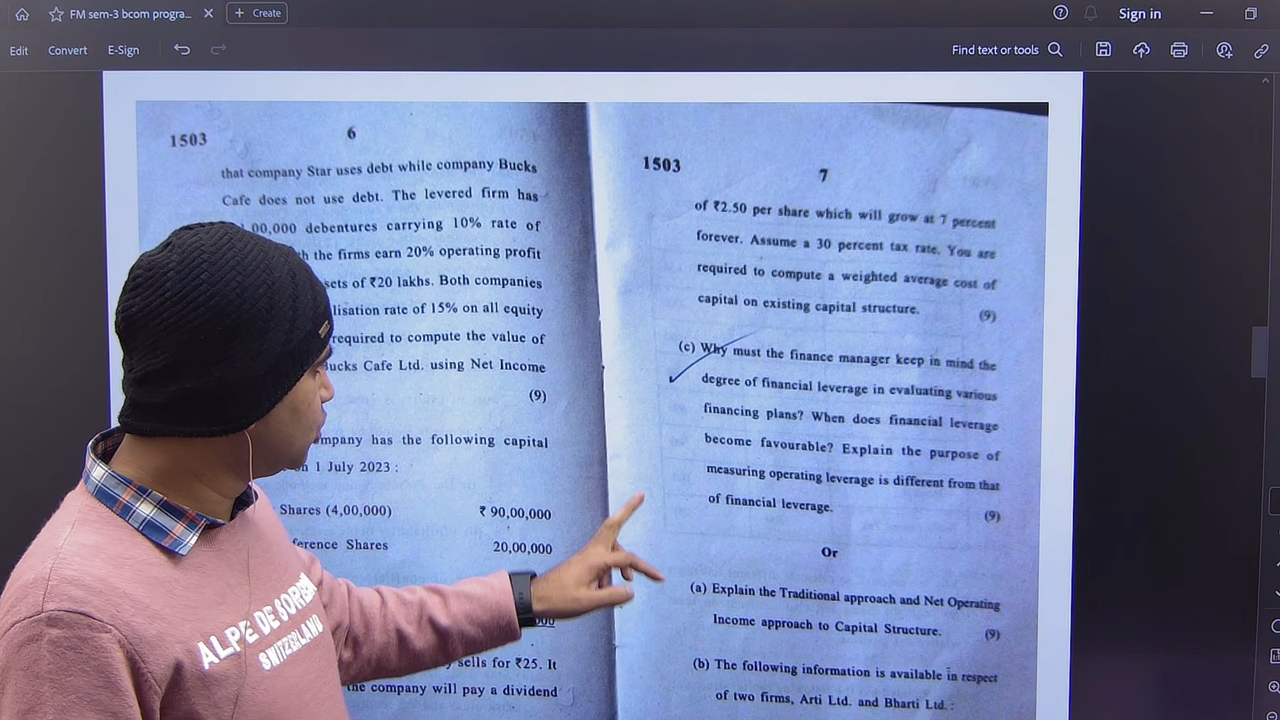 FM sem-3 bcom progra...
Create
Sign in
Edit
Convert
E-Sign
Find text or tools
1503
6
that company Star uses debt while company Bucks
Cafe does not use debt. The levered firm has
00,000 debentures carrying 10% rate of
the firms earn 20% operating profit
of ₹20 lakhs. Both companies
rate of 15% on all equity
required to compute the value of
Bucks Cafe Ltd. using Net Income
(9)
has the following capital
1 July 2023 :
Shares (4,00,000) ₹ 90,00,000
Shares 20,00,000
sells for ₹25. It
the company will pay a dividend
1503
7
of ₹2.50 per share which will grow at 7 percent
forever. Assume a 30 percent tax rate. You are
required to compute a weighted average cost of
capital on existing capital structure.
(9)
(c) Why must the finance manager keep in mind the
degree of financial leverage in evaluating various
financing plans? When does financial leverage
become favourable? Explain the purpose of
measuring operating leverage is different from that
of financial leverage.
(9)
Or
(a) Explain the Traditional approach and Net Operating
Income approach to Capital Structure.
(9)
(b) The following information is available in respect
of two firms, Arti Ltd. and Bharti Ltd. :
ALPE DE
SWITZERLAND